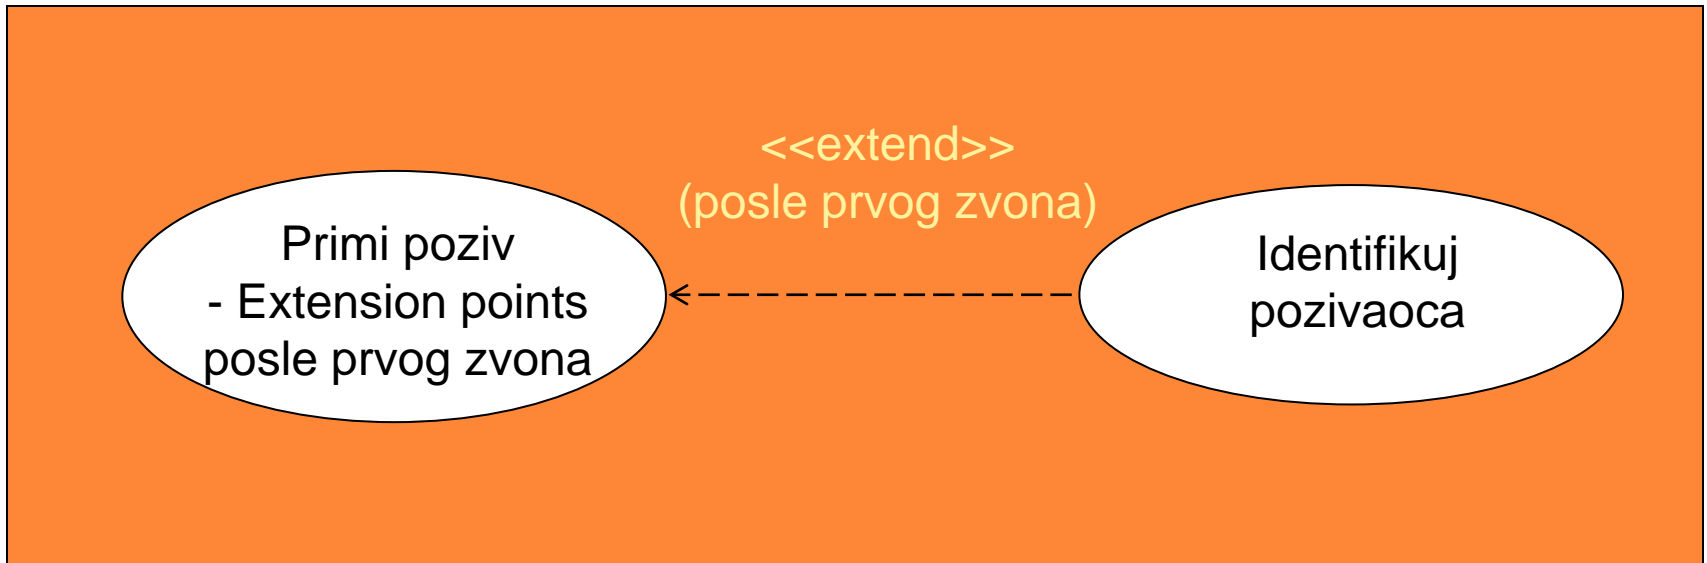 <<extend>>
(posle prvog zvona)
Primi poziv
- Extension points
posle prvog zvona
Identifikuj
pozivaoca